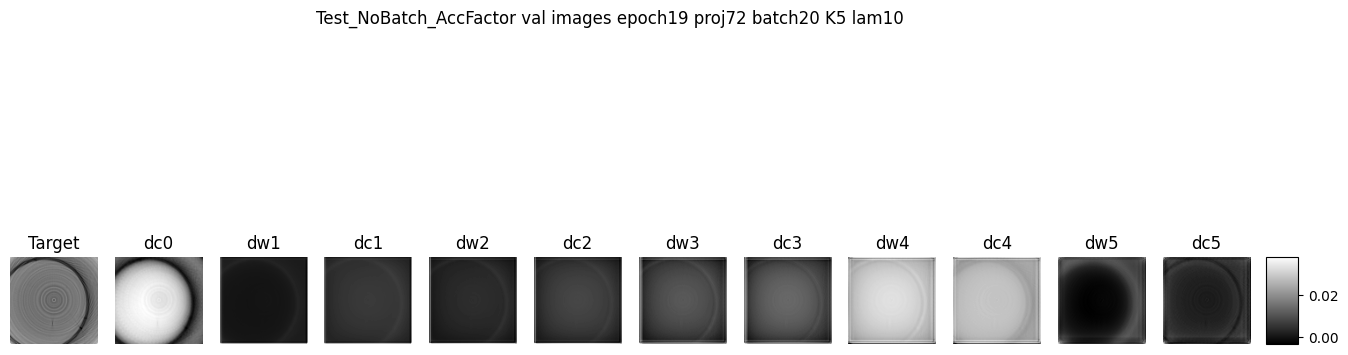 Test_NoBatch_AccFactor val images epoch19 proj72 batch20 K5 lam10
Target dc0 dw1 dc1 dw2 dc2 dw3 dc3 dw4 dc4 dw5 dc5
0.02
0.00